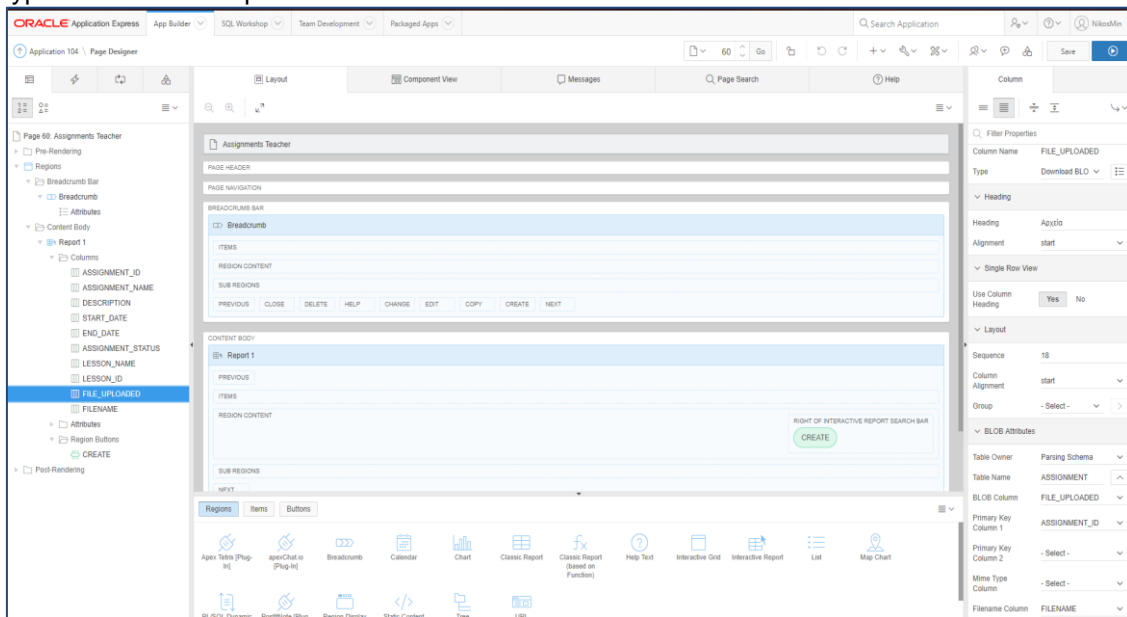 ORACLE Application Express App Builder SQL Workshop Team Development Packaged Apps Search Application NikosMin
Application 104 \ Page Designer 60 Go Save
Layout Component View Messages Page Search Help Column
Page 60: Assignments Teacher
Pre-Rendering
Regions
Breadcrumb Bar
Breadcrumb
Attributes
Content Body
Report 1
Columns
ASSIGNMENT_ID
ASSIGNMENT_NAME
DESCRIPTION
START_DATE
END_DATE
ASSIGNMENT_STATUS
LESSON_NAME
LESSON_ID
FILE_UPLOADED
FILENAME
Attributes
Region Buttons
CREATE
Post-Rendering
Assignments Teacher
PAGE HEADER
PAGE NAVIGATION
BREADCRUMB BAR
Breadcrumb
ITEMS
REGION CONTENT
SUB REGIONS
PREVIOUS CLOSE DELETE HELP CHANGE EDIT COPY CREATE NEXT
CONTENT BODY
Report 1
PREVIOUS
ITEMS
REGION CONTENT
RIGHT OF INTERACTIVE REPORT SEARCH BAR
CREATE
SUB REGIONS
NEXT
Regions Items Buttons
Apex Tetris [Plug-In] apexChat.io [Plug-In] Breadcrumb Calendar Chart Classic Report Classic Report (based on Function) Help Text Interactive Grid Interactive Report List Map Chart
PL/SQL Dynamic Region Display Static Content Tree URL
Filter Properties
Column Name FILE_UPLOADED
Type Download BLO
Heading
Heading Αρχεία
Alignment start
Single Row View
Use Column Heading Yes No
Layout
Sequence 18
Column Alignment start
Group - Select -
BLOB Attributes
Table Owner Parsing Schema
Table Name ASSIGNMENT
BLOB Column FILE_UPLOADED
Primary Key Column 1 ASSIGNMENT_ID
Primary Key Column 2 - Select -
Mime Type Column - Select -
Filename Column FILENAME